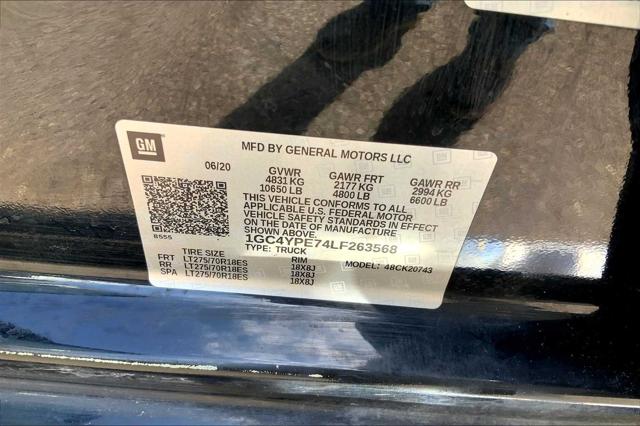 GM
MFD BY GENERAL MOTORS LLC
06/20 GVWR GAWR FRT GAWR RR
4831 KG 2177 KG 2994 KG
10650 LB 4800 LB 6600 LB
THIS VEHICLE CONFORMS TO ALL
APPLICABLE U.S. FEDERAL MOTOR
VEHICLE SAFETY STANDARDS IN EFFECT
ON THE DATE OF MANUFACTURE
SHOWN ABOVE.
8555
1GC4YPE74LF263568
TYPE: TRUCK
TIRE SIZE RIM MODEL: 48CK20743
FRT LT275/70R18ES 18X8J
RR LT275/70R18ES 18X8J
SPA LT275/70R18ES 18X8J